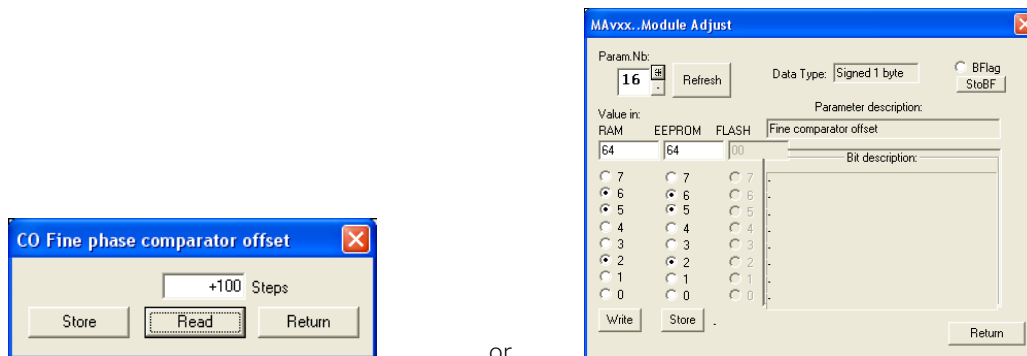 CO Fine phase comparator offset
+100 Steps
Store Read Return
or
MAvxx..Module Adjust
Param.Nb:
16 Refresh Data Type: Signed 1 byte BFlag
StoBF
Parameter description:
Value in:
RAM EEPROM FLASH Fine comparator offset
64 64 00 Bit description:
7 7 7 -
6 6 6 -
5 5 5 -
4 4 4 -
3 3 3 -
2 2 2 -
1 1 1 -
0 0 0 -
Write Store -
Return